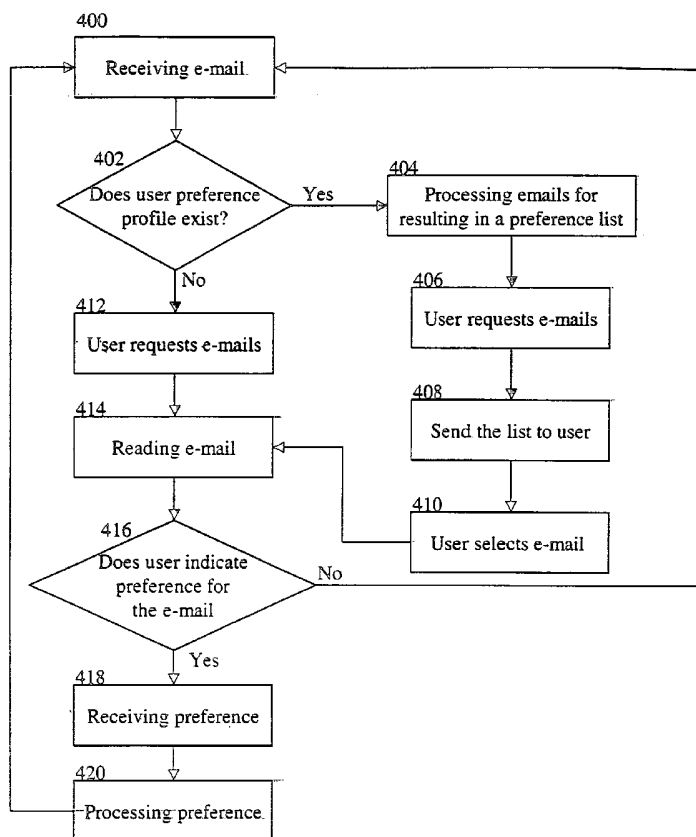 400
Receiving e-mail.
402
Does user preference
profile exist?
Yes
No
404
Processing emails for
resulting in a preference list
406
User requests e-mails
408
Send the list to user
410
User selects e-mail
412
User requests e-mails
414
Reading e-mail
416
Does user indicate
preference for
the e-mail
No
Yes
418
Receiving preference
420
Processing preference.